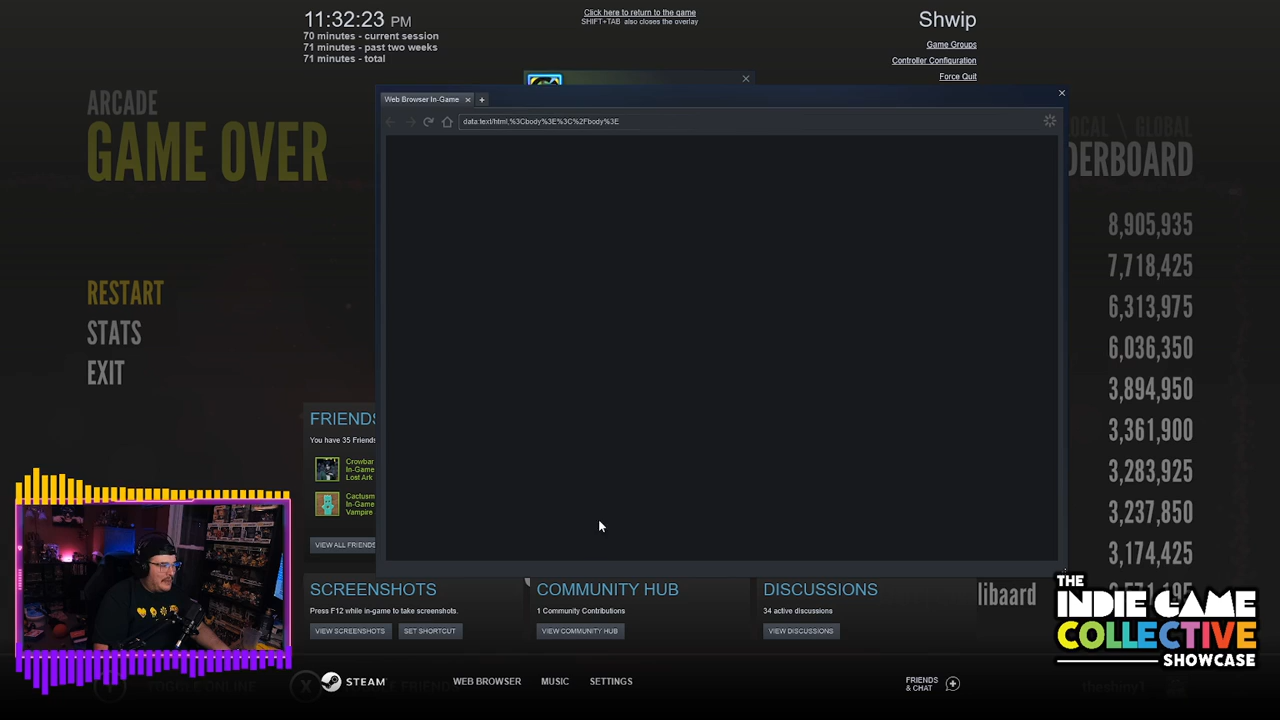 11:32:23 PM
70 minutes - current session
71 minutes - past two weeks
71 minutes - total
Click here to return to the game
SHIFT+TAB also closes the overlay
Shwip
Game Groups
Controller Configuration
Force Quit
Web Browser In-Game
data:text/html,%3Cbody%3E%3C%2Fbody%3E
ARCADE
GAME OVER
RESTART
STATS
EXIT
LOCAL \ GLOBAL
DERBOARD
8,905,935
7,718,425
6,313,975
6,036,350
3,894,950
3,361,900
3,283,925
3,237,850
3,174,425
libaard
FRIENDS
You have 35 Friends
Crowbar
In-Game
Lost Ark
Cactusm
In-Game
Vampire
VIEW ALL FRIENDS
SCREENSHOTS
Press F12 while in-game to take screenshots.
VIEW SCREENSHOTS
SET SHORTCUT
COMMUNITY HUB
1 Community Contributions
VIEW COMMUNITY HUB
DISCUSSIONS
34 active discussions
VIEW DISCUSSIONS
THE
INDIE GAME
COLLECTIVE
SHOWCASE
STEAM
WEB BROWSER
MUSIC
SETTINGS
FRIENDS
& CHAT
X
theshiny1